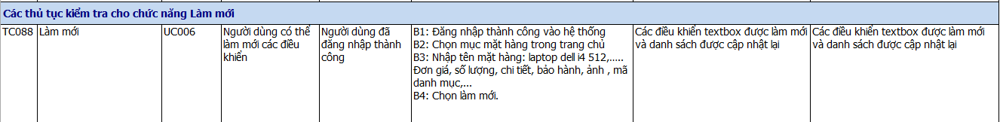 Các thủ tục kiểm tra cho chức năng Làm mới
TC088
Làm mới
UC006
Người dùng có thể
làm mới các điều
khiển
Người dùng đã
đăng nhập thành
công
B1: Đăng nhập thành công vào hệ thống
B2: Chọn mục mặt hàng trong trang chủ
B3: Nhập tên mặt hàng: laptop dell i4 512,.....
Đơn giá, số lượng, chi tiết, bảo hành, ảnh , mã
danh mục,...
B4: Chọn làm mới.
Các điều khiển textbox được làm mới
và danh sách được cập nhật lại
Các điều khiển textbox được làm mới
và danh sách được cập nhật lại